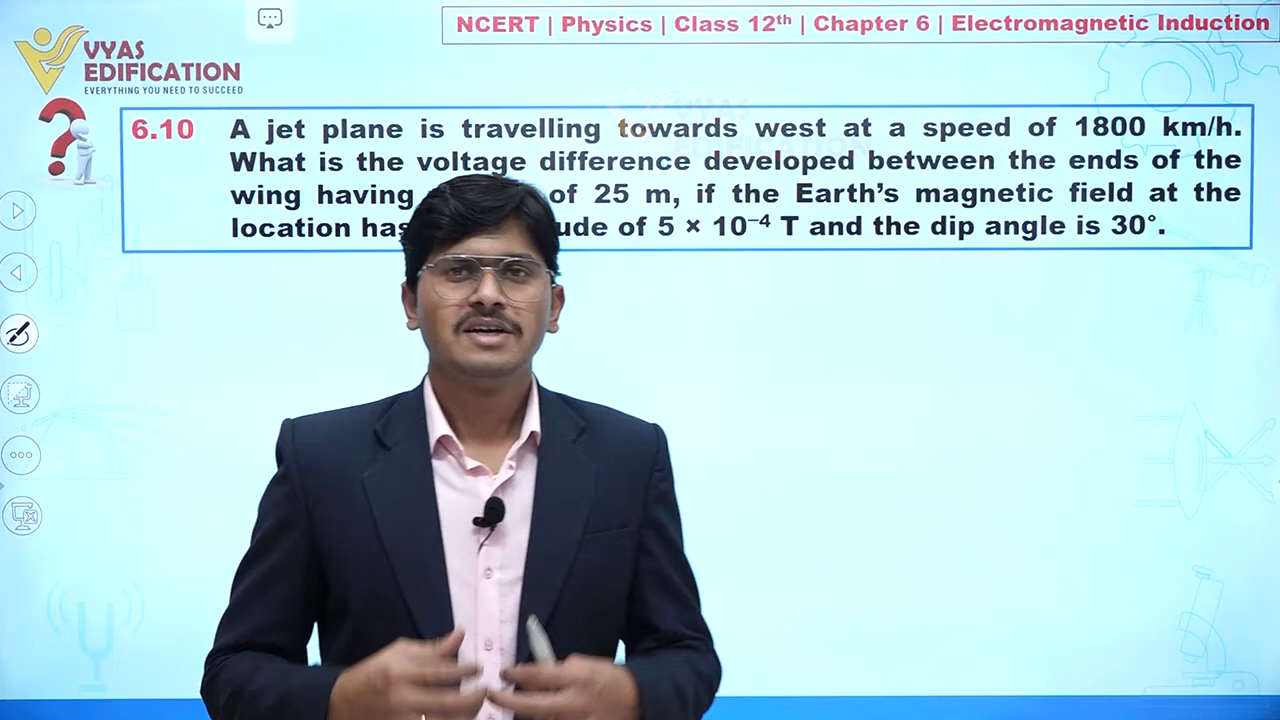 NCERT | Physics | Class 12th | Chapter 6 | Electromagnetic Induction
VYAS
EDIFICATION
EVERYTHING YOU NEED TO SUCCEED
VYAS
EDIFICATION
6.10 A jet plane is travelling towards west at a speed of 1800 km/h.
What is the voltage difference developed between the ends of the
wing having of 25 m, if the Earth's magnetic field at the
location has of 5 × 10⁻⁴ T and the dip angle is 30°.